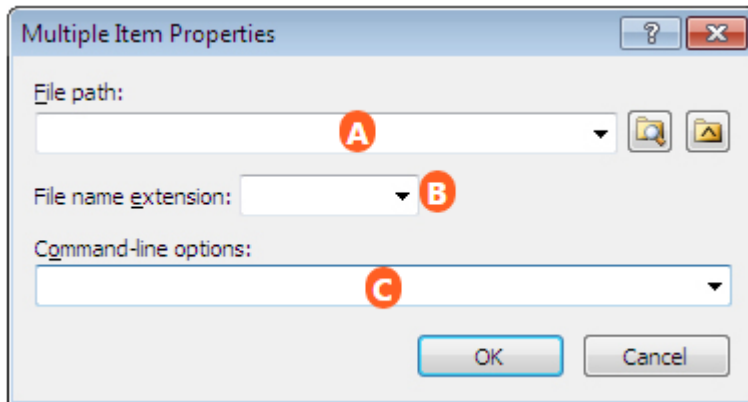 Multiple Item Properties ?
File path:
A
File name extension: B
Command-line options:
C
OK Cancel